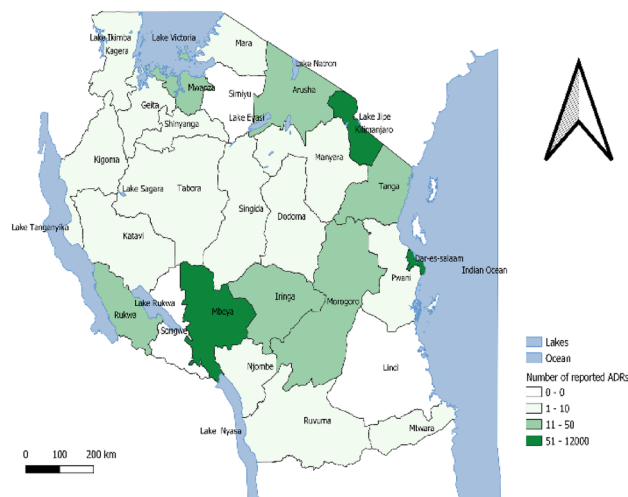 Lake Ikimba
Kagera
Lake Victoria
Mara
Lake Natron
Mwanza
Simiyu
Arusha
Geita
Shinyanga
Lake Eyasi
Lake Jipe
Kilimanjaro
Kigoma
Manyara
Lake Sagara
Tabora
Singida
Dodoma
Tanga
Lake Tanganyika
Katavi
Dar-es-salaam
Pwani
Indian Ocean
Rukwa
Lake Rukwa
Mbeya
Iringa
Morogoro
Songwe
Njombe
Lindi
Lake Nyasa
Ruvuma
Mtwara
Lakes
Ocean
Number of reported ADRs
0 - 0
1 - 10
11 - 50
51 - 12000
0 100 200 km